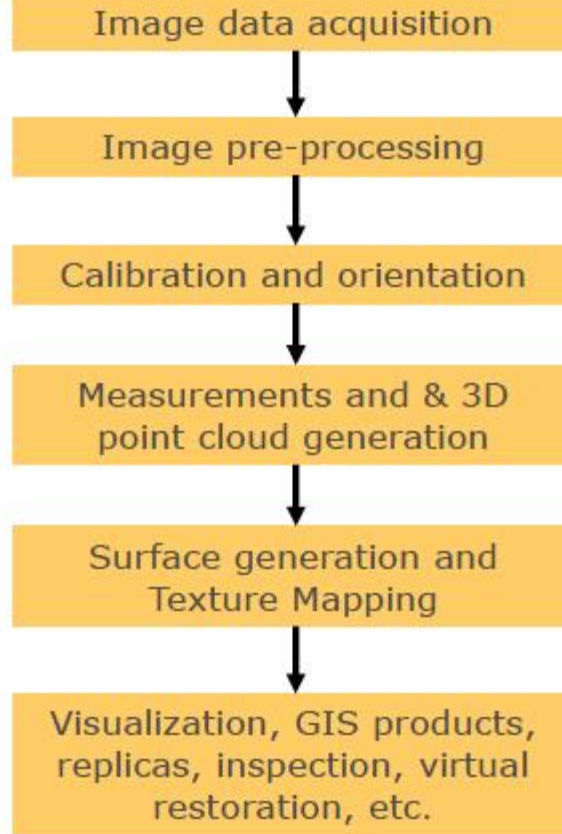 Image data acquisition
Image pre-processing
Calibration and orientation
Measurements and & 3D
point cloud generation
Surface generation and
Texture Mapping
Visualization, GIS products,
replicas, inspection, virtual
restoration, etc.